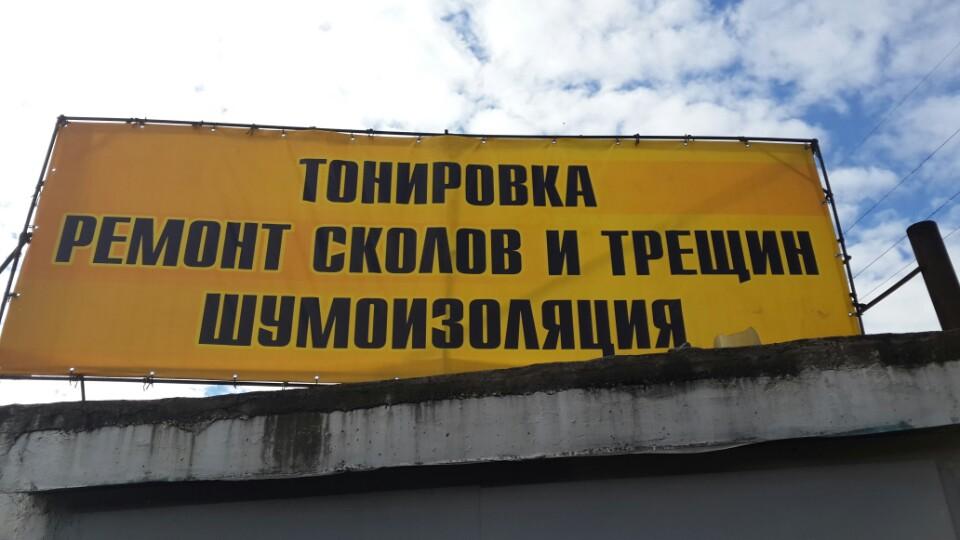 ТОНИРОВКА
РЕМОНТ СКОЛОВ И ТРЕЩИН
ШУМОИЗОЛЯЦИЯ